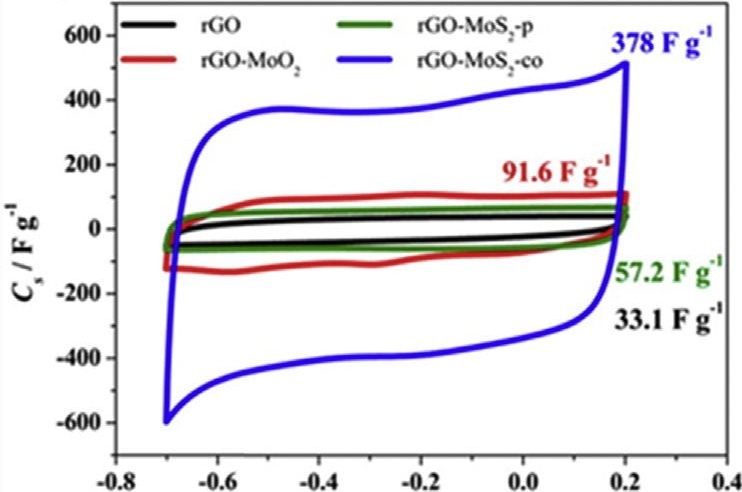 rGO rGO-MoS₂-p
rGO-MoO₂ rGO-MoS₂-co
378 F g⁻¹
91.6 F g⁻¹
57.2 F g⁻¹
33.1 F g⁻¹
Cₛ / F g⁻¹
600
400
200
0
-200
-400
-600
-0.8 -0.6 -0.4 -0.2 0.0 0.2 0.4